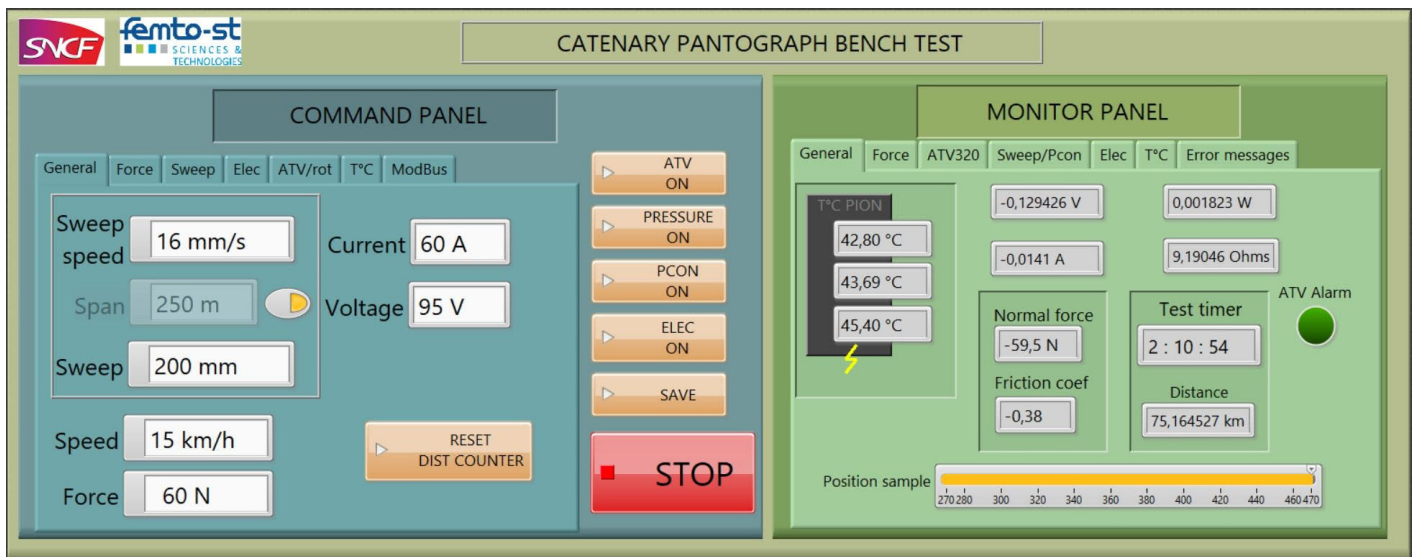 SNCF
femto-st
SCIENCES &
TECHNOLOGIES
CATENARY PANTOGRAPH BENCH TEST
COMMAND PANEL
General Force Sweep Elec ATV/rot T°C ModBus
Sweep
speed
16 mm/s
Span
250 m
Sweep
200 mm
Current
60 A
Voltage
95 V
Speed
15 km/h
Force
60 N
RESET
DIST COUNTER
ATV
ON
PRESSURE
ON
PCON
ON
ELEC
ON
SAVE
STOP
MONITOR PANEL
General Force ATV320 Sweep/Pcon Elec T°C Error messages
T°C PION
42,80 °C
43,69 °C
45,40 °C
-0,129426 V
0,001823 W
-0,0141 A
9,19046 Ohms
Normal force
-59,5 N
Friction coef
-0,38
Test timer
2 : 10 : 54
Distance
75,164527 km
ATV Alarm
Position sample
270 280 300 320 340 360 380 400 420 440 460 470